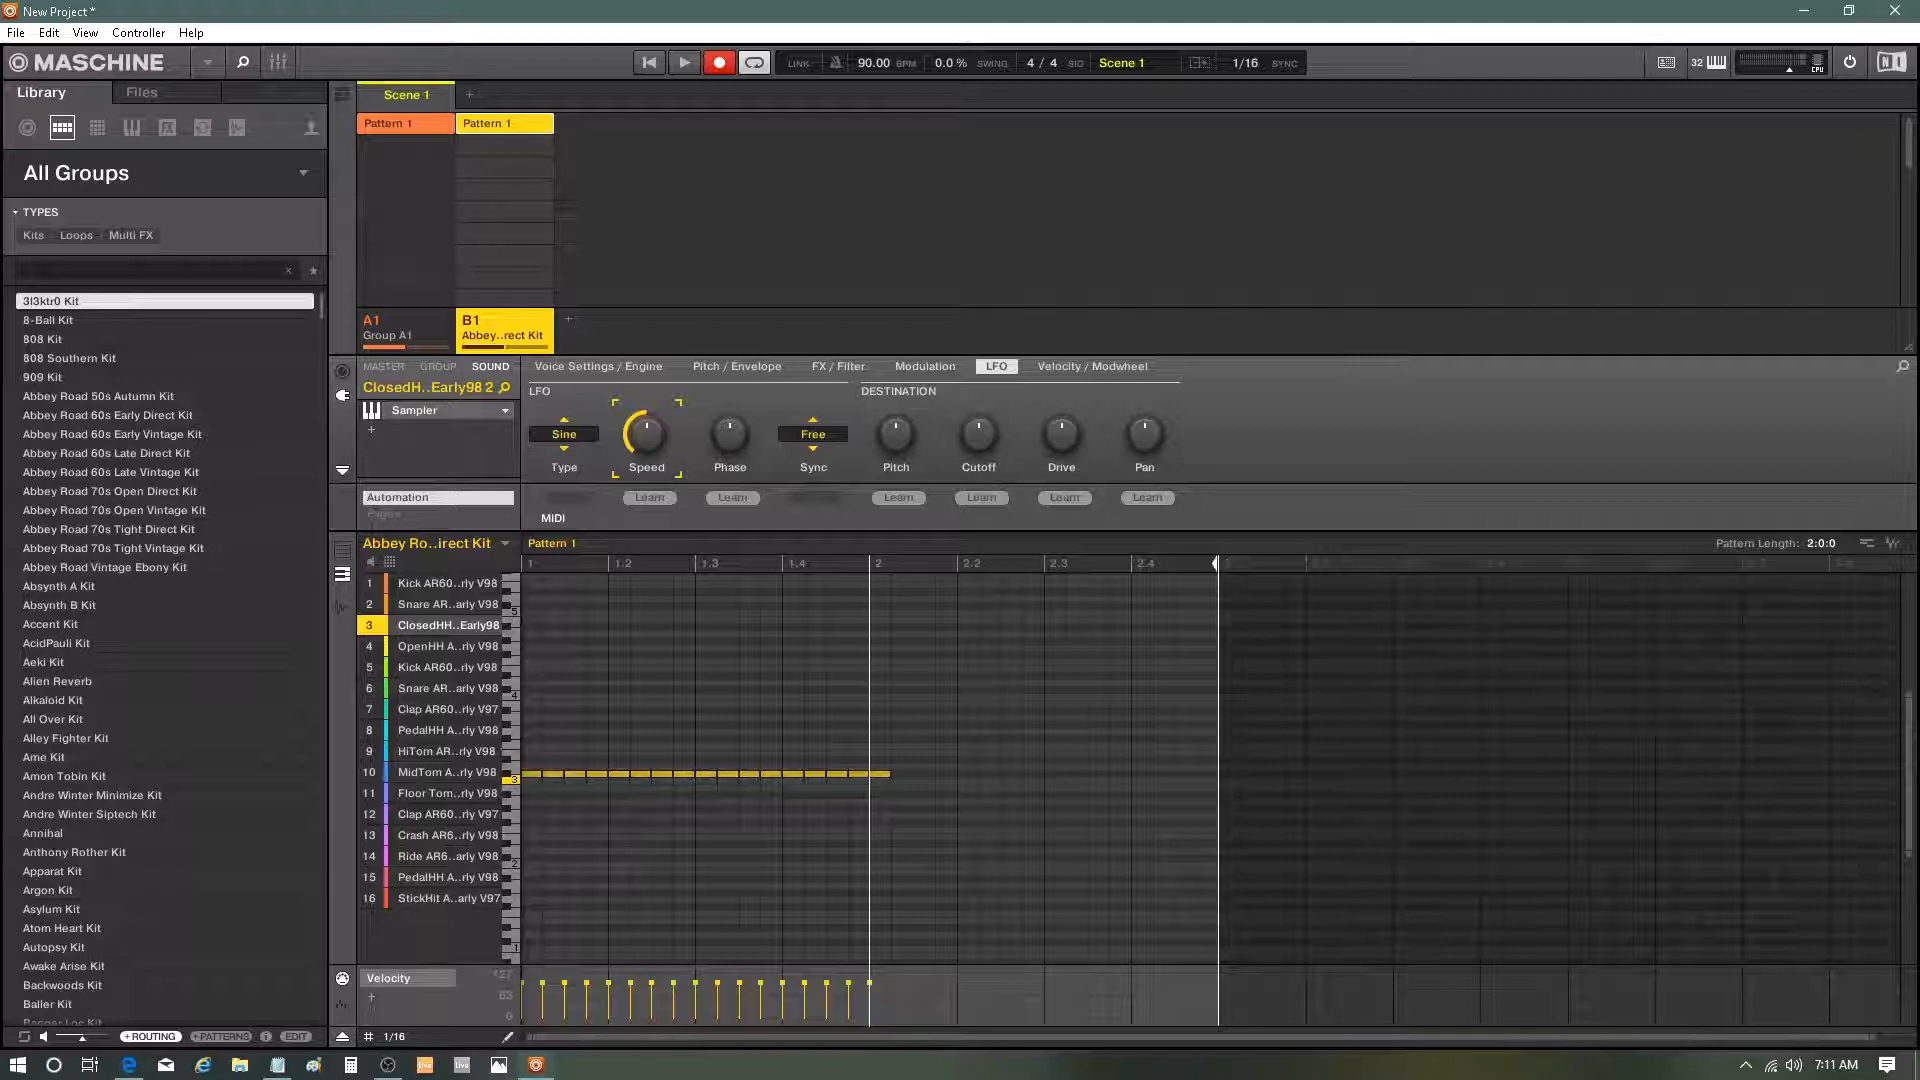 New Project *
File Edit View Controller Help
MASCHINE
LINK 90.00 BPM 0.0 % SWING 4 / 4 SIG Scene 1 1/16 SYNC
32
CPU
NI
Library Files
Scene 1 +
Pattern 1 Pattern 1
All Groups
TYPES
Kits Loops Multi FX
3l3ktr0 Kit
8-Ball Kit
808 Kit
808 Southern Kit
909 Kit
Abbey Road 50s Autumn Kit
Abbey Road 60s Early Direct Kit
Abbey Road 60s Early Vintage Kit
Abbey Road 60s Late Direct Kit
Abbey Road 60s Late Vintage Kit
Abbey Road 70s Open Direct Kit
Abbey Road 70s Open Vintage Kit
Abbey Road 70s Tight Direct Kit
Abbey Road 70s Tight Vintage Kit
Abbey Road Vintage Ebony Kit
Absynth A Kit
Absynth B Kit
Accent Kit
AcidPauli Kit
Aeki Kit
Alien Reverb
Alkaloid Kit
All Over Kit
Alley Fighter Kit
Ame Kit
Amon Tobin Kit
Andre Winter Minimize Kit
Andre Winter Siptech Kit
Annihal
Anthony Rother Kit
Apparat Kit
Argon Kit
Asylum Kit
Atom Heart Kit
Autopsy Kit
Awake Arise Kit
Backwoods Kit
Baller Kit
+ROUTING +PATTERNS EDIT
A1
Group A1
B1
Abbey..rect Kit
+
MASTER GROUP SOUND
ClosedH..Early98 2
Sampler
+
Voice Settings / Engine Pitch / Envelope FX / Filter Modulation LFO Velocity / Modwheel
LFO DESTINATION
Sine Free
Type Speed Phase Sync Pitch Cutoff Drive Pan
Automation
Learn Learn Learn Learn Learn Learn
MIDI
Abbey Ro..irect Kit
Pattern 1 Pattern Length: 2:0:0
1 1.2 1.3 1.4 2 2.2 2.3 2.4
1 Kick AR60..rly V98
2 Snare AR..arly V98
3 ClosedHH..Early98
4 OpenHH A..rly V98
5 Kick AR60..rly V98
6 Snare AR..arly V98
7 Clap AR60..rly V97
8 PedalHH A..rly V98
9 HiTom AR..rly V98
10 MidTom A..rly V98
11 Floor Tom..rly V98
12 Clap AR60..rly V97
13 Crash AR6..rly V98
14 Ride AR6..arly V98
15 PedalHH A..rly V98
16 StickHit A..arly V97
5
4
3
2
1
Velocity
+
127
63
0
1/16
7:11 AM